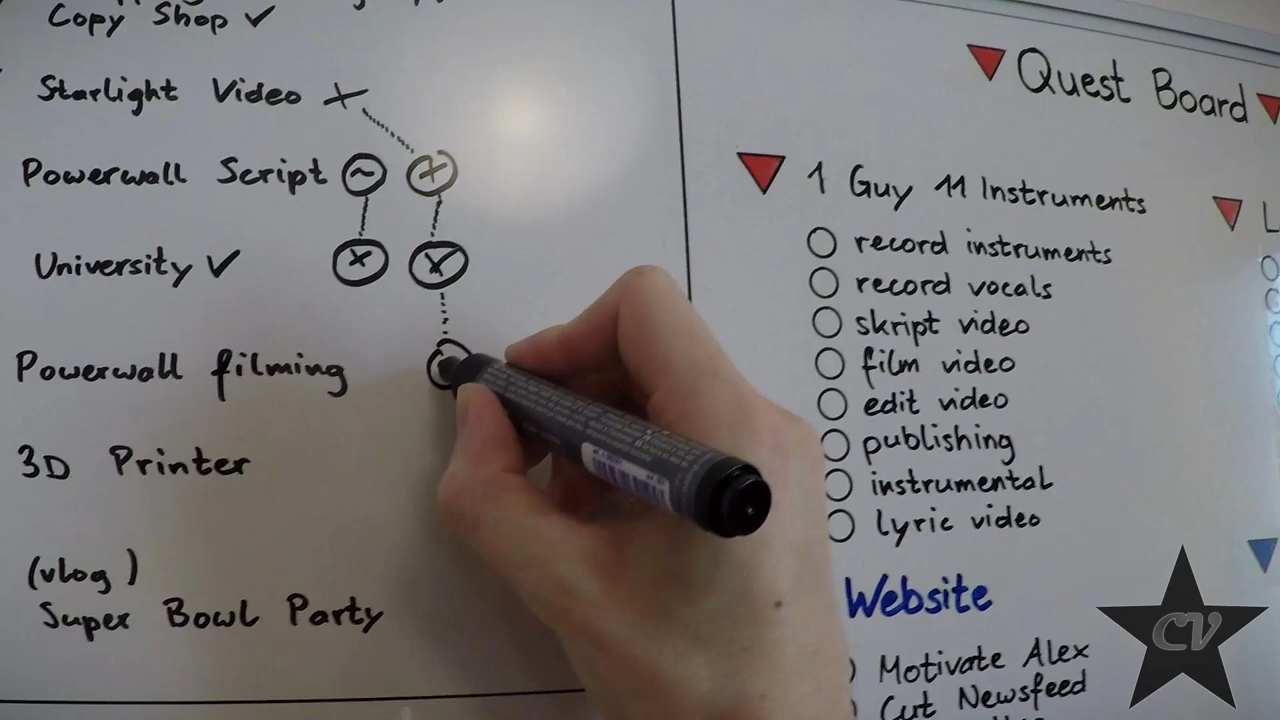 Copy Shop ✓
Starlight Video ×
Powerwall Script
University ✓
Powerwall filming
3D Printer
(vlog)
Super Bowl Party
Quest Board
1 Guy 11 Instruments
record instruments
record vocals
skript video
film video
edit video
publishing
instrumental
lyric video
L
Website
Motivate Alex
Cut Newsfeed
CV